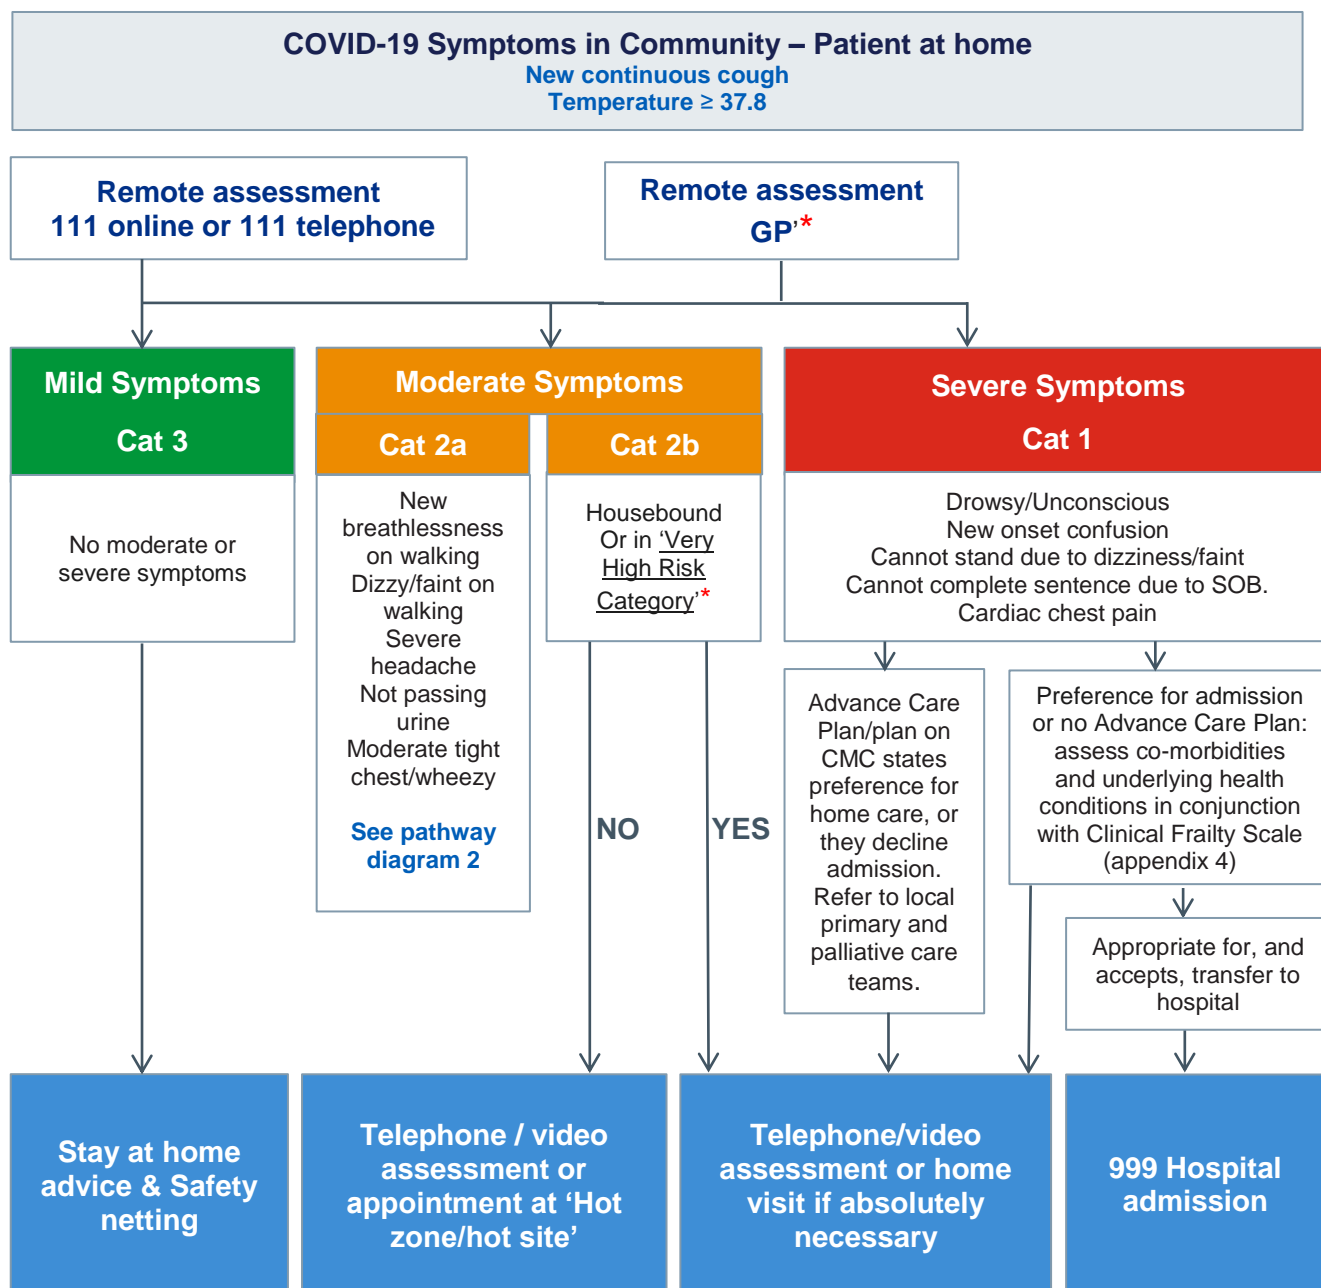 COVID-19 Symptoms in Community – Patient at home
New continuous cough
Temperature ≥ 37.8
Remote assessment
111 online or 111 telephone
Remote assessment
GP’*
Mild Symptoms
Cat 3
No moderate or
severe symptoms
Moderate Symptoms
Cat 2a
New
breathlessness
on walking
Dizzy/faint on
walking
Severe
headache
Not passing
urine
Moderate tight
chest/wheezy
See pathway
diagram 2
Cat 2b
Housebound
Or in ‘Very
High Risk
Category’*
NO
YES
Severe Symptoms
Cat 1
Drowsy/Unconscious
New onset confusion
Cannot stand due to dizziness/faint
Cannot complete sentence due to SOB.
Cardiac chest pain
Advance Care
Plan/plan on
CMC states
preference for
home care, or
they decline
admission.
Refer to local
primary and
palliative care
teams.
Preference for admission
or no Advance Care Plan:
assess co-morbidities
and underlying health
conditions in conjunction
with Clinical Frailty Scale
(appendix 4)
Appropriate for, and
accepts, transfer to
hospital
Stay at home
advice & Safety
netting
Telephone / video
assessment or
appointment at ‘Hot
zone/hot site’
Telephone/video
assessment or home
visit if absolutely
necessary
999 Hospital
admission